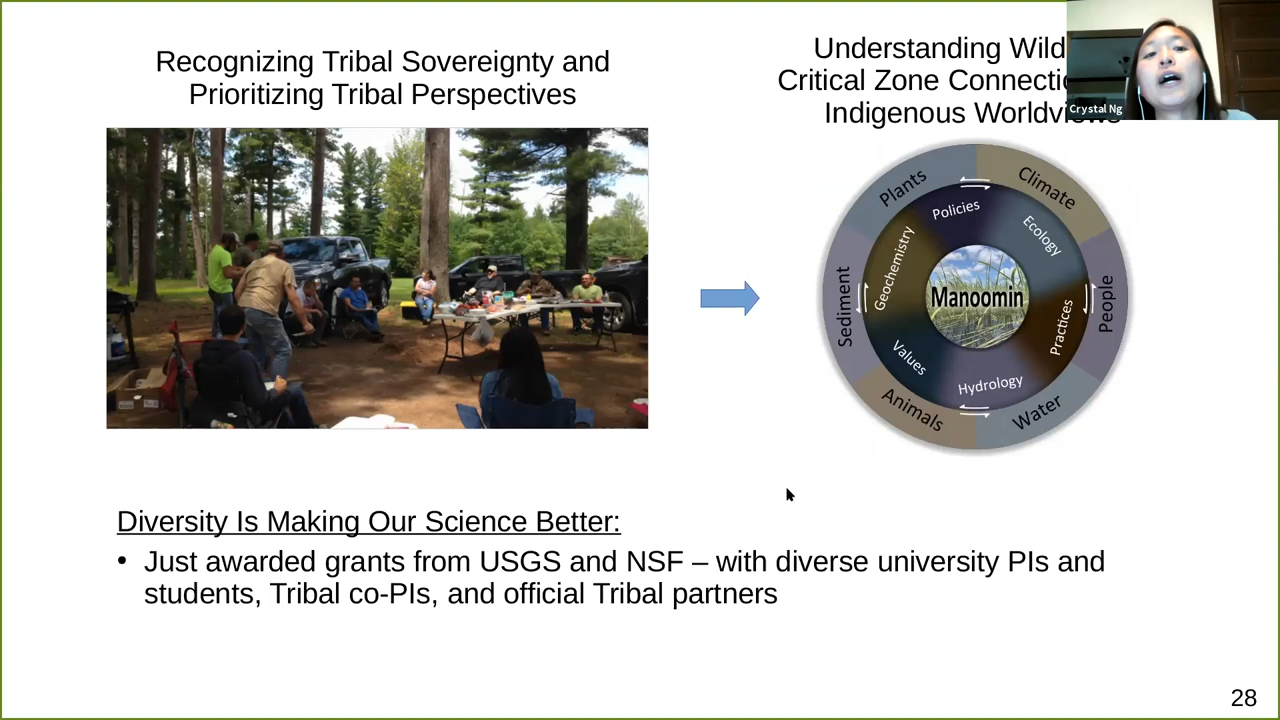 Recognizing Tribal Sovereignty and
Prioritizing Tribal Perspectives
Understanding Wild
Critical Zone
Indigenous
Crystal Ng
Plants
Climate
People
Water
Animals
Sediment
Policies
Ecology
Practices
Hydrology
Values
Geochemistry
Manoomin
Diversity Is Making Our Science Better:
• Just awarded grants from USGS and NSF – with diverse university PIs and
students, Tribal co-PIs, and official Tribal partners
28